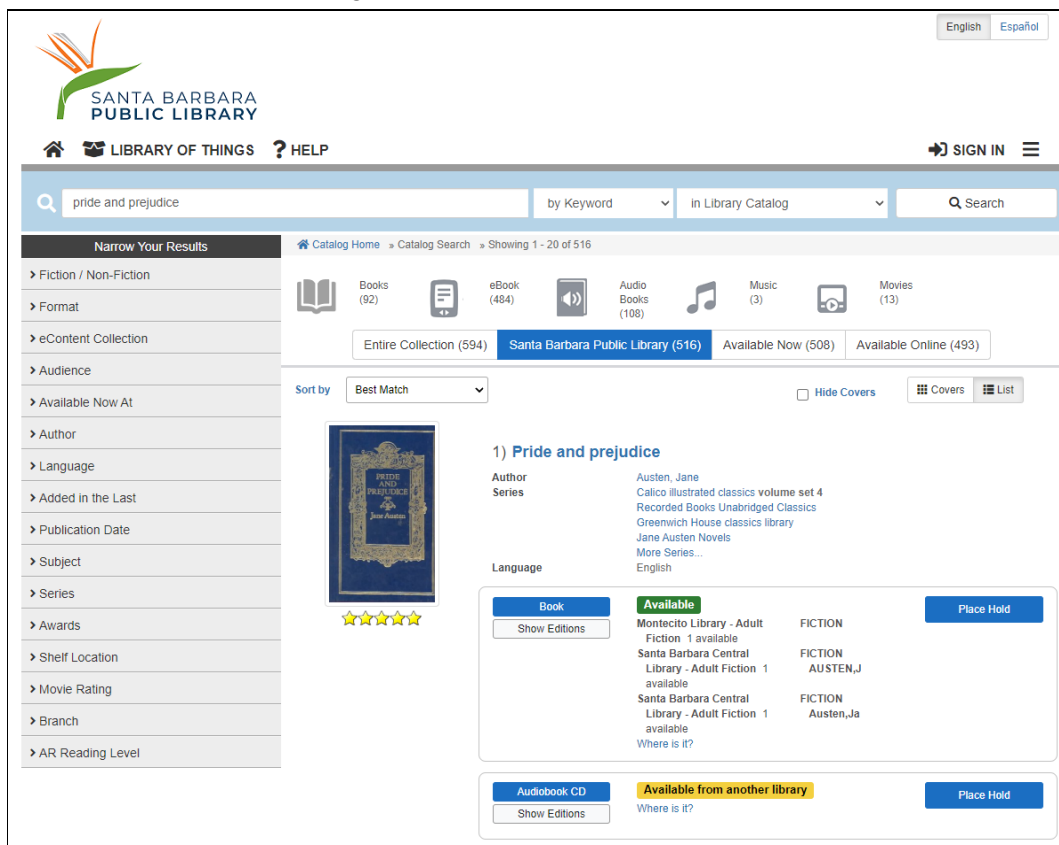 English Español
SANTA BARBARA
PUBLIC LIBRARY
LIBRARY OF THINGS ? HELP SIGN IN
pride and prejudice by Keyword in Library Catalog Search
Narrow Your Results
Catalog Home » Catalog Search » Showing 1 - 20 of 516
Fiction / Non-Fiction
Format
eContent Collection
Audience
Available Now At
Author
Language
Added in the Last
Publication Date
Subject
Series
Awards
Shelf Location
Movie Rating
Branch
AR Reading Level
Books
(92)
eBook
(484)
Audio
Books
(108)
Music
(3)
Movies
(13)
Entire Collection (594) Santa Barbara Public Library (516) Available Now (508) Available Online (493)
Sort by Best Match Hide Covers Covers List
PRIDE
AND
PREJUDICE
Jane Austen
1) Pride and prejudice
Author Austen, Jane
Series Calico illustrated classics volume set 4
Recorded Books Unabridged Classics
Greenwich House classics library
Jane Austen Novels
More Series...
Language English
Book
Show Editions
Available
Montecito Library - Adult FICTION
Fiction 1 available
Santa Barbara Central FICTION
Library - Adult Fiction 1 AUSTEN,J
available
Santa Barbara Central FICTION
Library - Adult Fiction 1 Austen,Ja
available
Where is it?
Place Hold
Audiobook CD
Show Editions
Available from another library
Where is it?
Place Hold